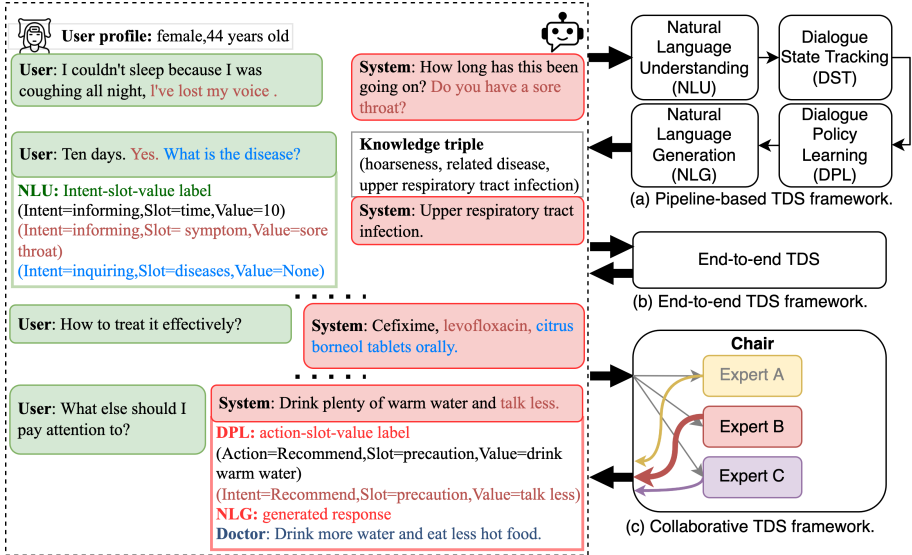 User profile: female,44 years old
User: I couldn't sleep because I was
coughing all night, l've lost my voice .
System: How long has this been
going on? Do you have a sore
throat?
User: Ten days. Yes. What is the disease?
NLU: Intent-slot-value label
(Intent=informing,Slot=time,Value=10)
(Intent=informing,Slot= symptom,Value=sore
throat)
(Intent=inquiring,Slot=diseases,Value=None)
Knowledge triple
(hoarseness, related disease,
upper respiratory tract infection)
System: Upper respiratory tract
infection.
User: How to treat it effectively?
System: Cefixime, levofloxacin, citrus
borneol tablets orally.
User: What else should I
pay attention to?
System: Drink plenty of warm water and talk less.
DPL: action-slot-value label
(Action=Recommend,Slot=precaution,Value=drink
warm water)
(Intent=Recommend,Slot=precaution,Value=talk less)
NLG: generated response
Doctor: Drink more water and eat less hot food.
Natural
Language
Understanding
(NLU)
Dialogue
State Tracking
(DST)
Natural
Language
Generation
(NLG)
Dialogue
Policy
Learning
(DPL)
(a) Pipeline-based TDS framework.
End-to-end TDS
(b) End-to-end TDS framework.
Chair
Expert A
Expert B
Expert C
(c) Collaborative TDS framework.